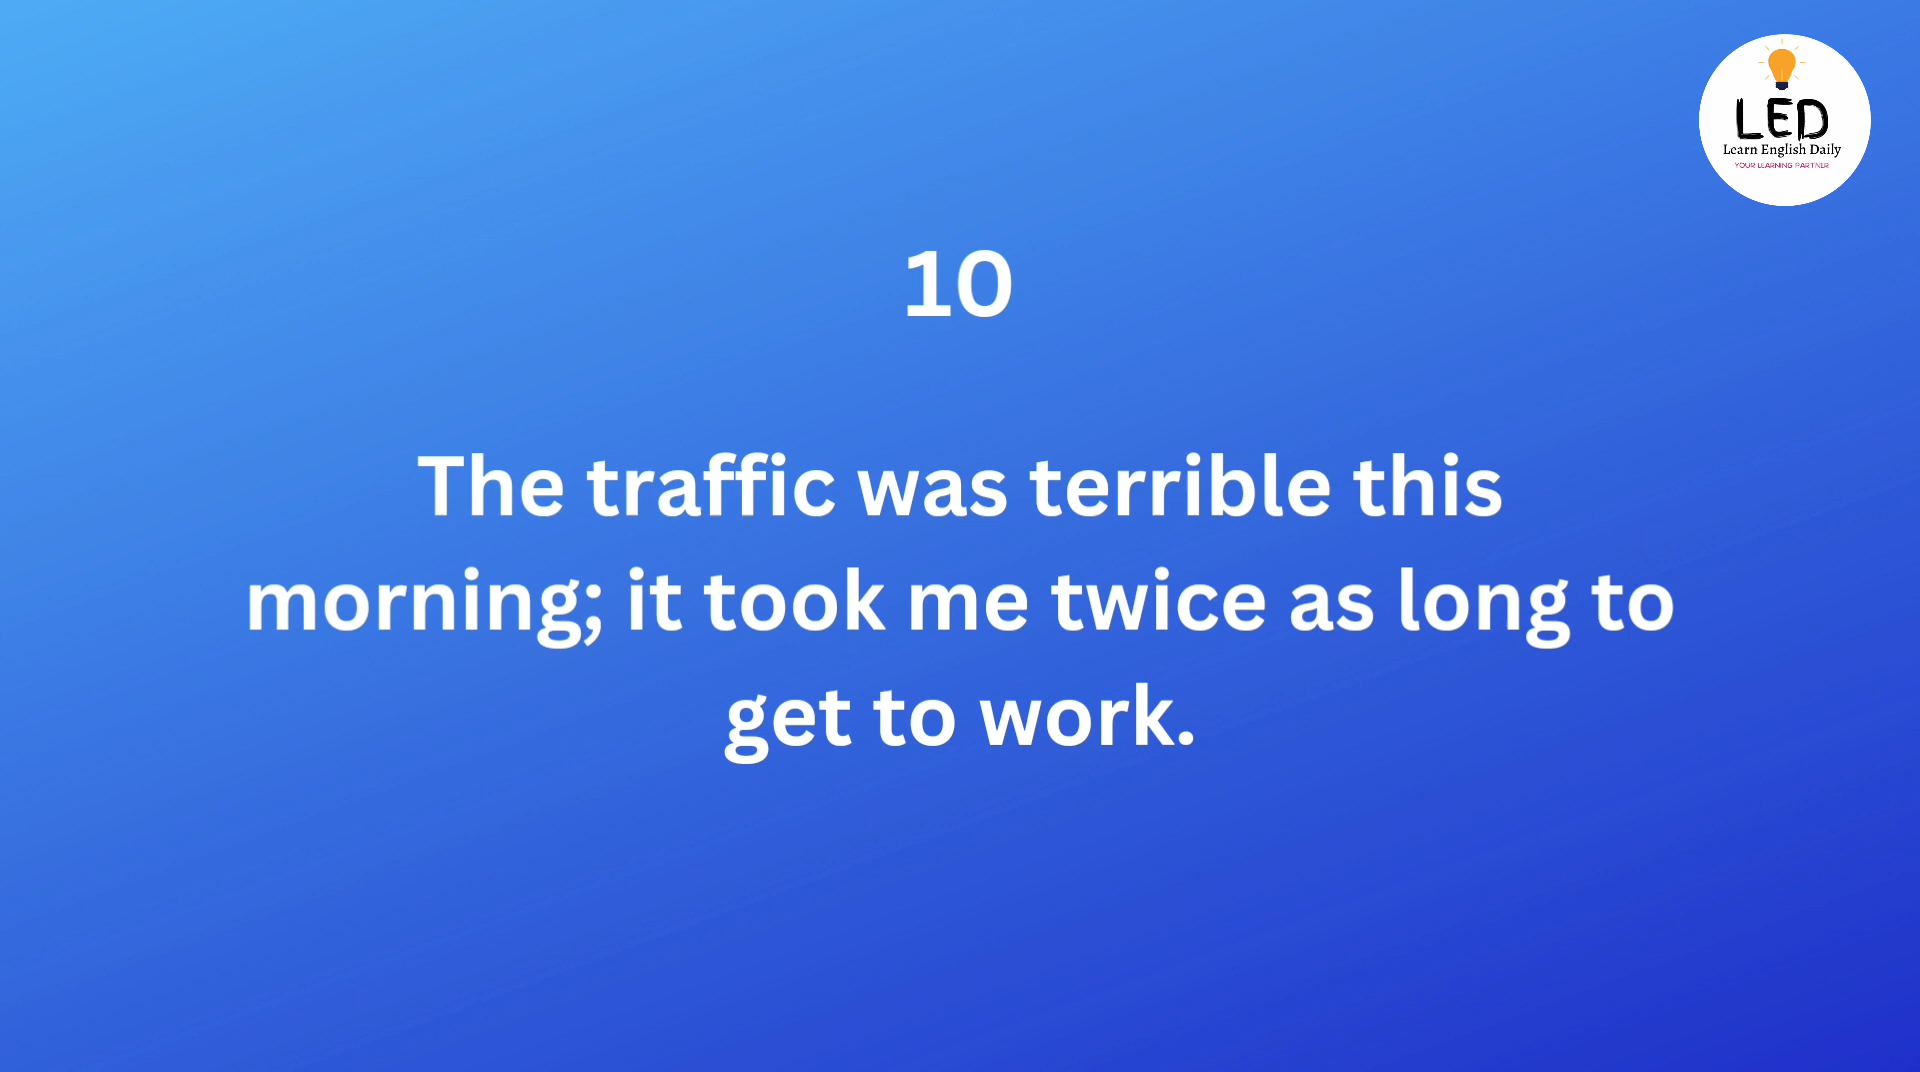 LED
Learn English Daily
YOUR LEARNING PARTNER
10
The traffic was terrible this
morning; it took me twice as long to
get to work.